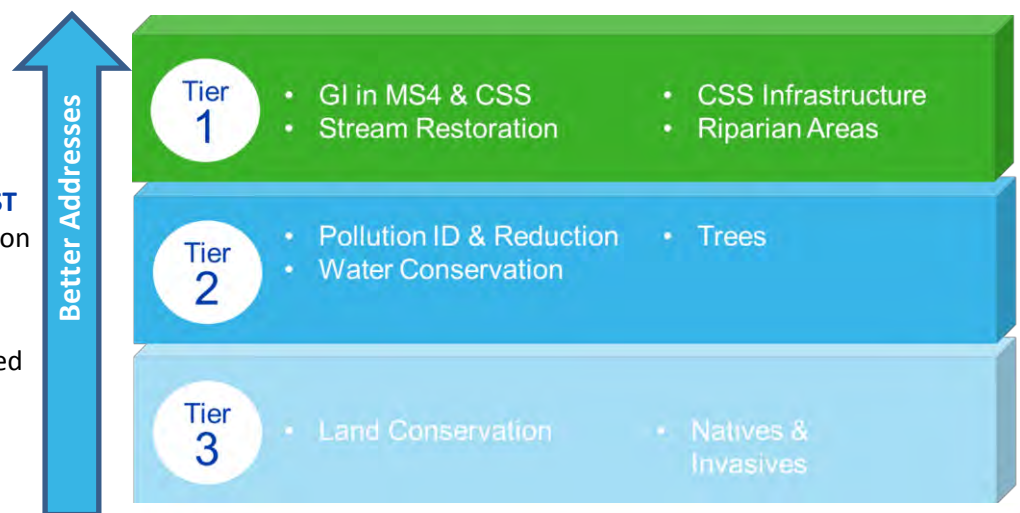 ST
on
ed
Better Addresses
Tier
1
• GI in MS4 & CSS
• Stream Restoration
• CSS Infrastructure
• Riparian Areas
Tier
2
• Pollution ID & Reduction
• Water Conservation
• Trees
Tier
3
• Land Conservation
• Natives &
Invasives